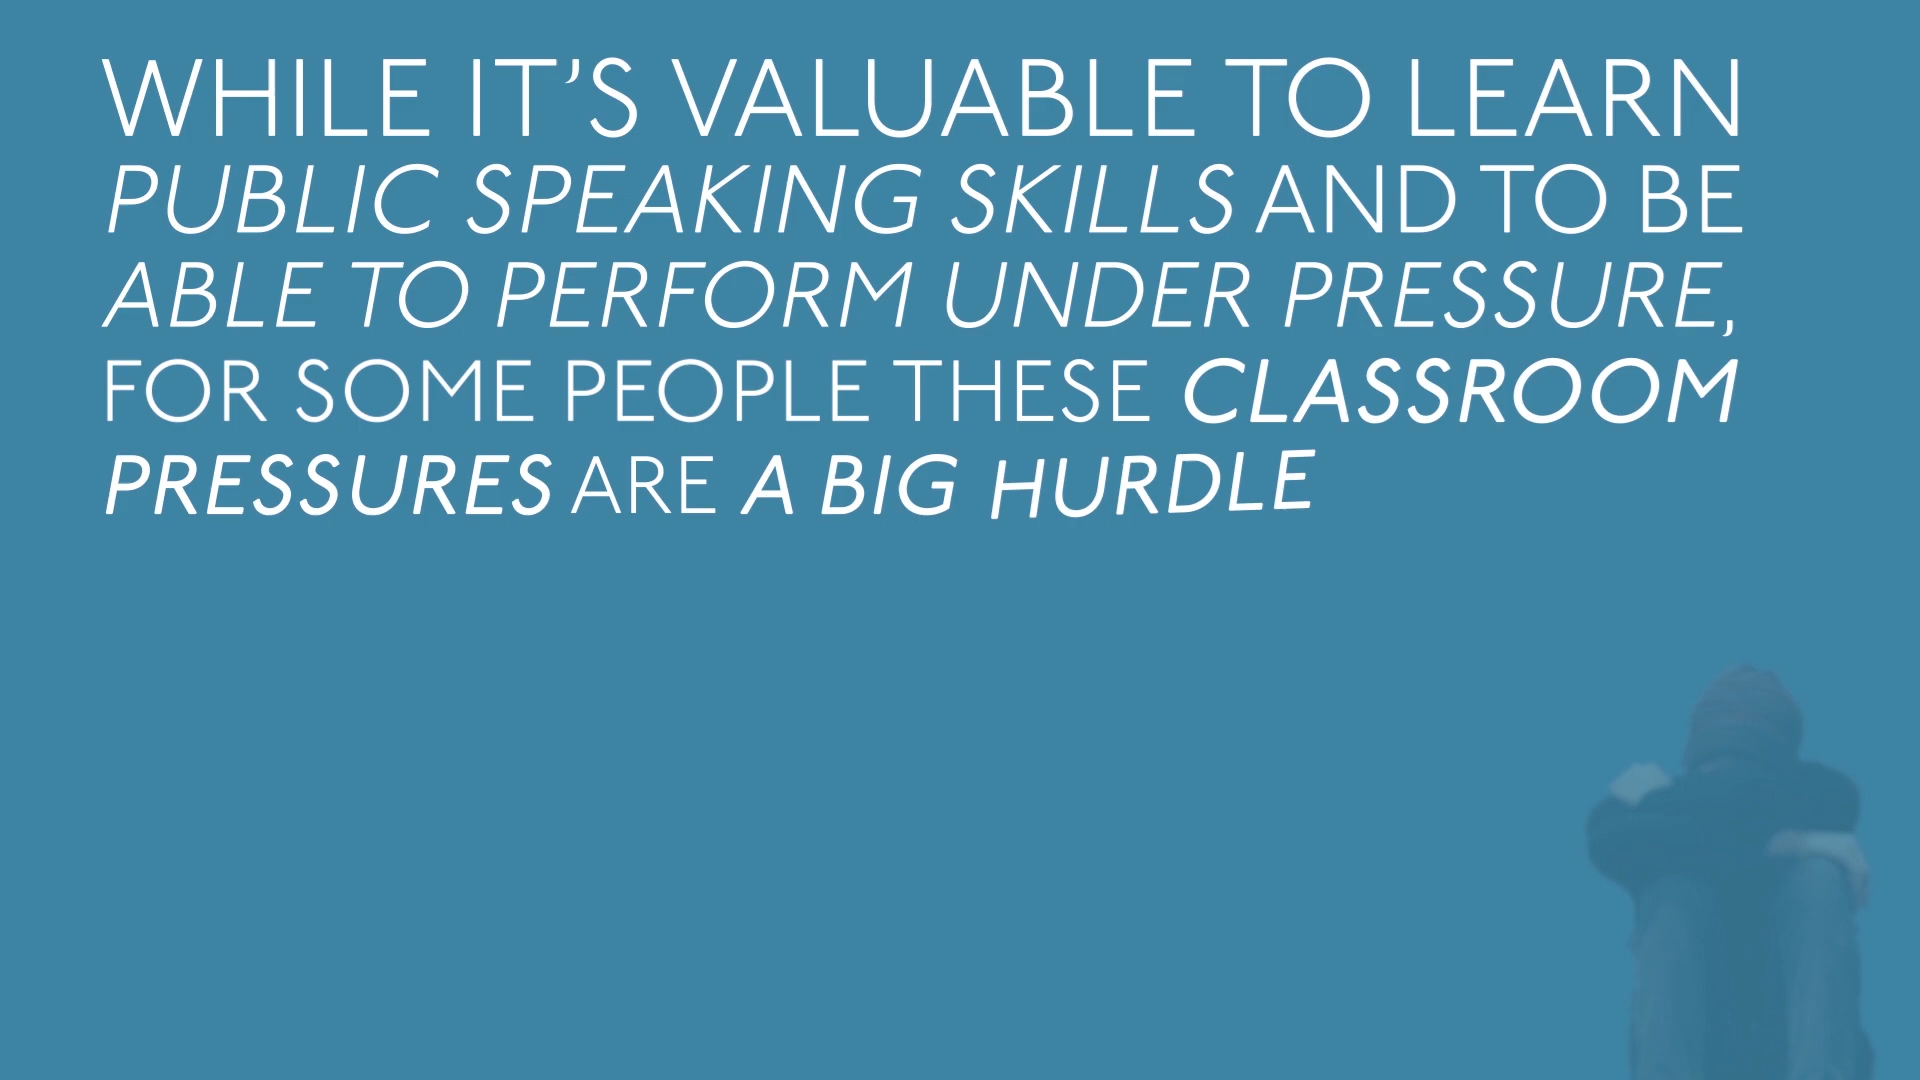 WHILE IT’S VALUABLE TO LEARN
PUBLIC SPEAKING SKILLS AND TO BE
ABLE TO PERFORM UNDER PRESSURE,
FOR SOME PEOPLE THESE CLASSROOM
PRESSURES ARE A BIG HURDLE